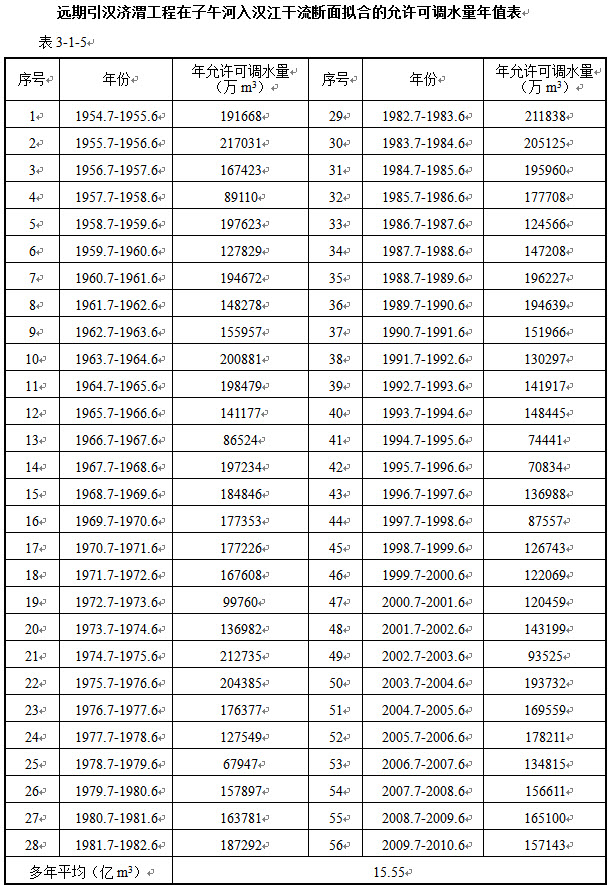 远期引汉济渭工程在子午河入汉江干流断面拟合的允许可调水量年值表
表 3-1-5
序号 年份 年允许可调水量（万 m³） 序号 年份 年允许可调水量（万 m³）
1 1954.7-1955.6 191668 29 1982.7-1983.6 211838
2 1955.7-1956.6 217031 30 1983.7-1984.6 205125
3 1956.7-1957.6 167423 31 1984.7-1985.6 195960
4 1957.7-1958.6 89110 32 1985.7-1986.6 177708
5 1958.7-1959.6 197623 33 1986.7-1987.6 124566
6 1959.7-1960.6 127829 34 1987.7-1988.6 147208
7 1960.7-1961.6 194672 35 1988.7-1989.6 196227
8 1961.7-1962.6 148278 36 1989.7-1990.6 194639
9 1962.7-1963.6 155957 37 1990.7-1991.6 151966
10 1963.7-1964.6 200881 38 1991.7-1992.6 130297
11 1964.7-1965.6 198479 39 1992.7-1993.6 141917
12 1965.7-1966.6 141177 40 1993.7-1994.6 148445
13 1966.7-1967.6 86524 41 1994.7-1995.6 74441
14 1967.7-1968.6 197234 42 1995.7-1996.6 70834
15 1968.7-1969.6 184846 43 1996.7-1997.6 136988
16 1969.7-1970.6 177353 44 1997.7-1998.6 87557
17 1970.7-1971.6 177226 45 1998.7-1999.6 126743
18 1971.7-1972.6 167608 46 1999.7-2000.6 122069
19 1972.7-1973.6 99760 47 2000.7-2001.6 120459
20 1973.7-1974.6 136982 48 2001.7-2002.6 143199
21 1974.7-1975.6 212735 49 2002.7-2003.6 93525
22 1975.7-1976.6 204385 50 2003.7-2004.6 193732
23 1976.7-1977.6 176377 51 2004.7-2005.6 169559
24 1977.7-1978.6 127549 52 2005.7-2006.6 178211
25 1978.7-1979.6 67947 53 2006.7-2007.6 134815
26 1979.7-1980.6 157897 54 2007.7-2008.6 156611
27 1980.7-1981.6 163781 55 2008.7-2009.6 165100
28 1981.7-1982.6 187292 56 2009.7-2010.6 157143
多年平均（亿 m³） 15.55